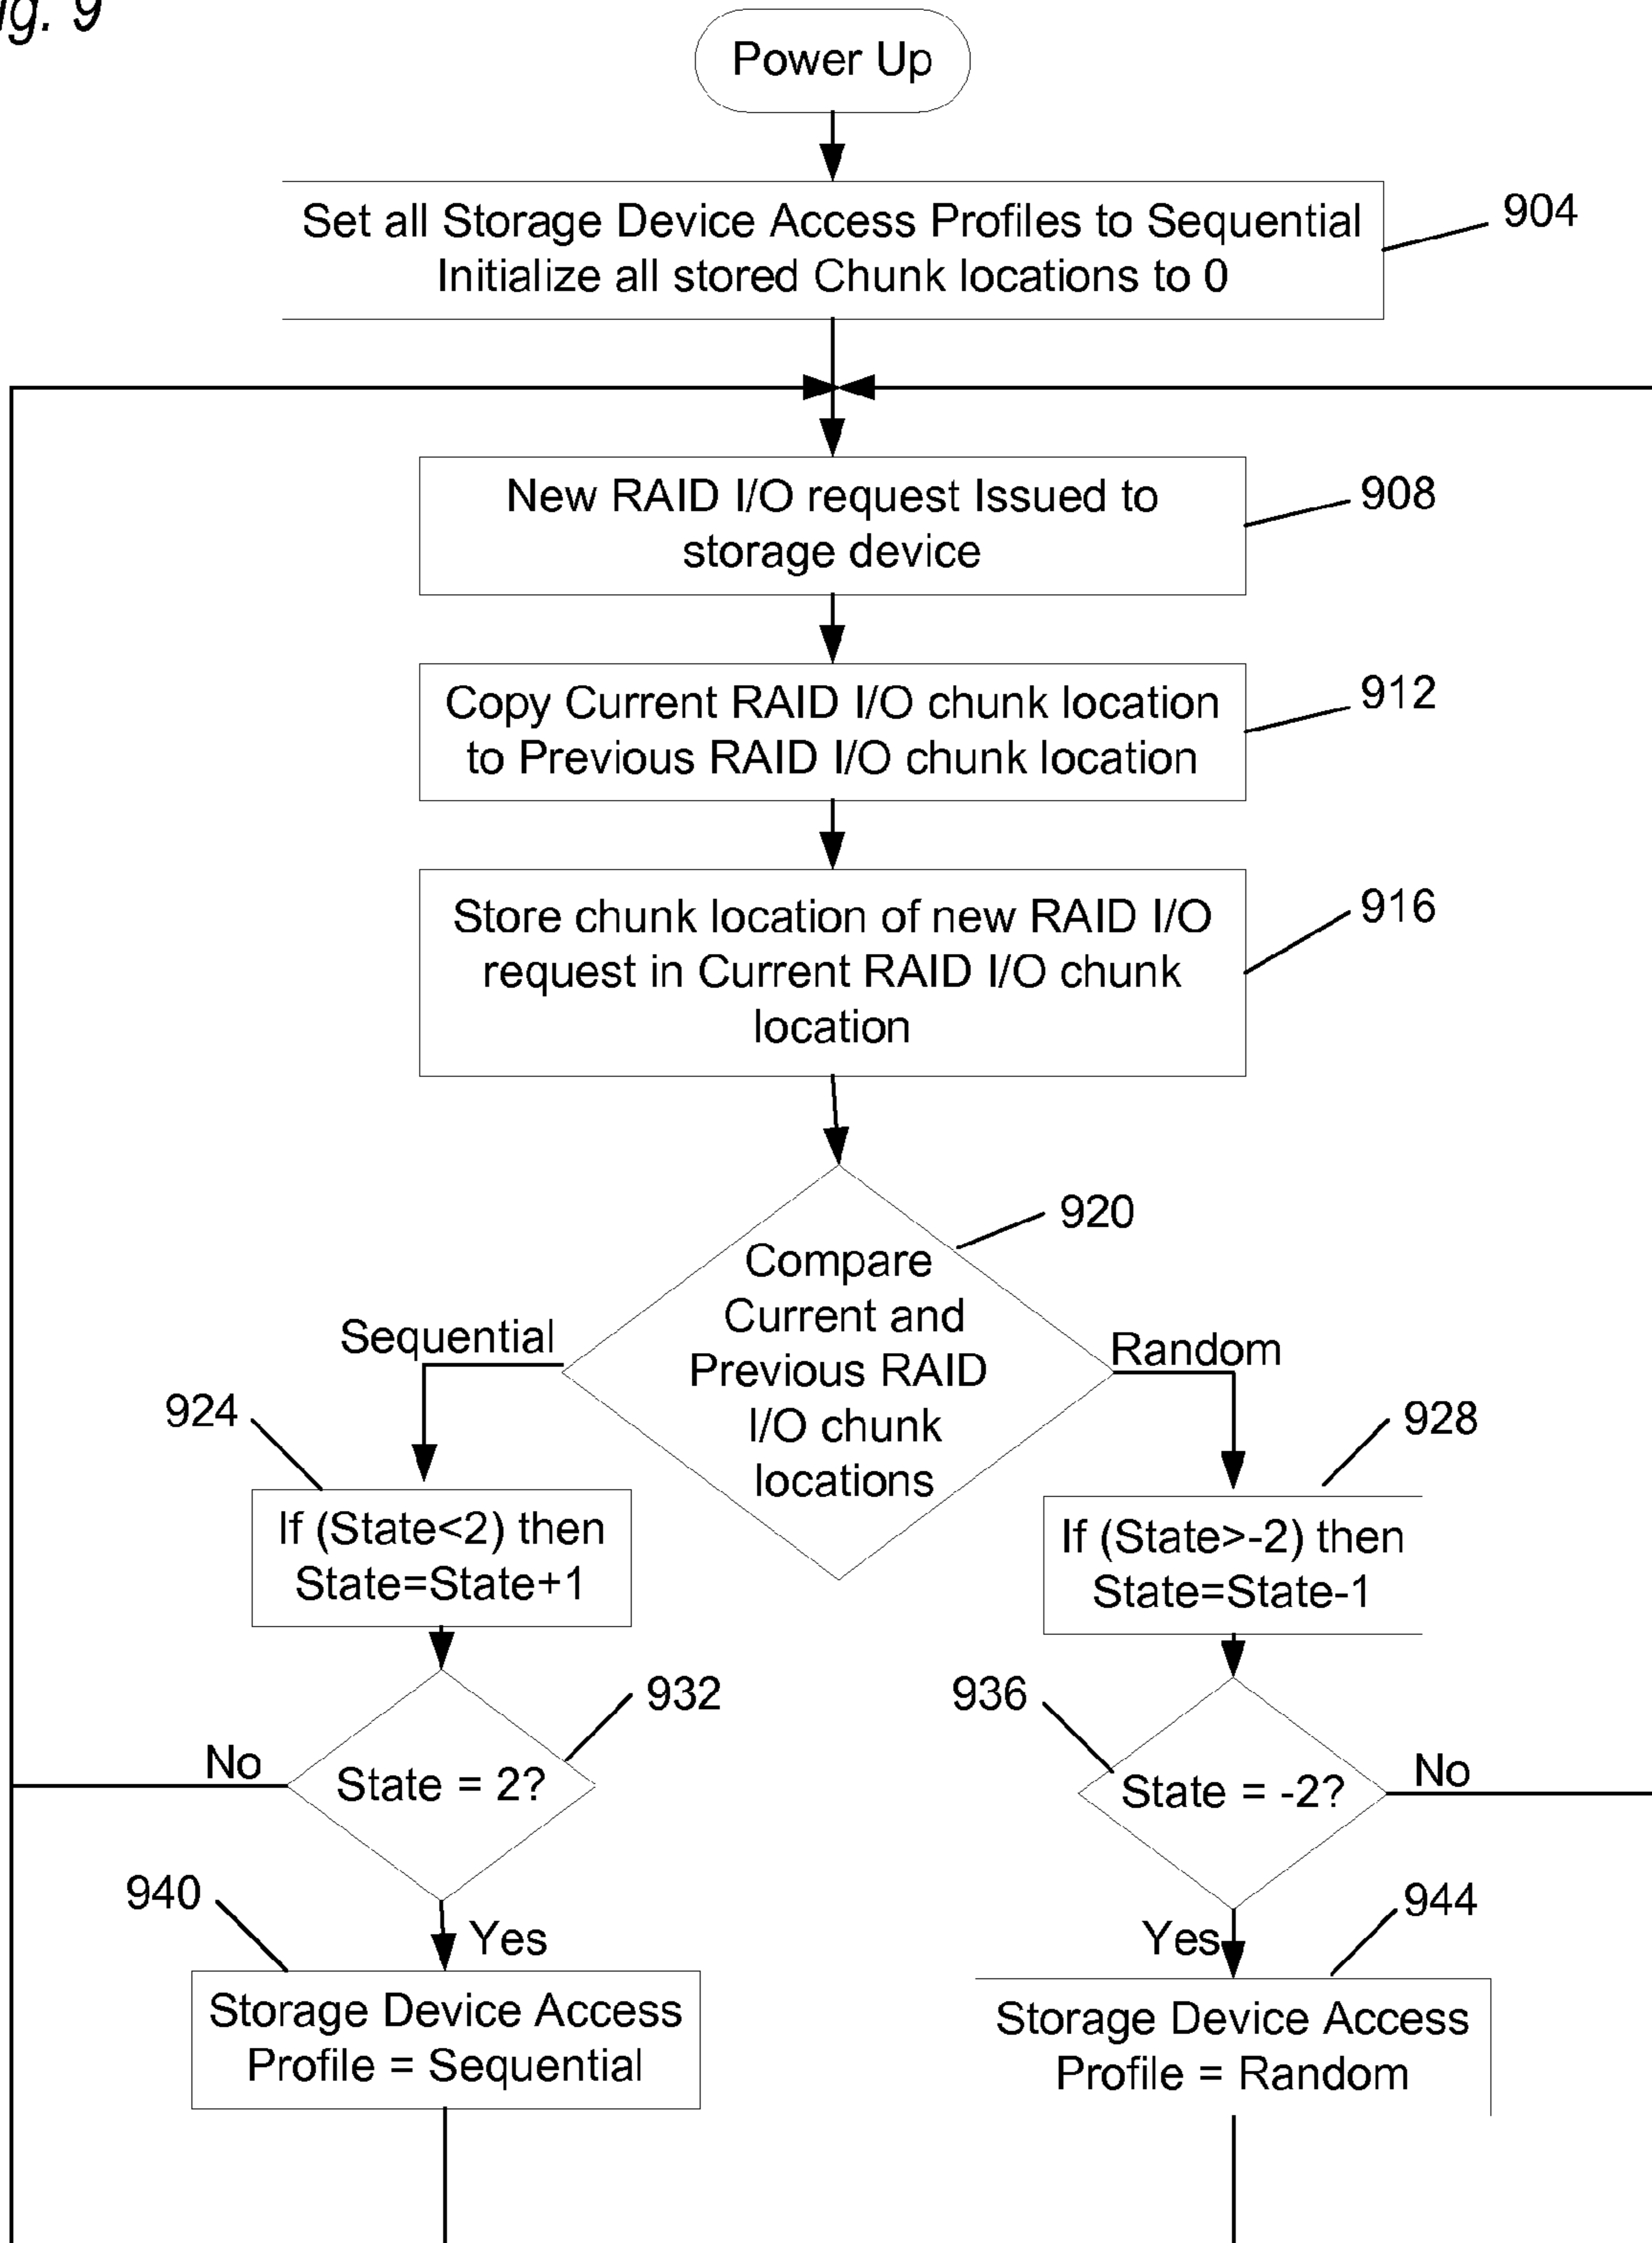 ig. 9
Power Up
Set all Storage Device Access Profiles to Sequential
Initialize all stored Chunk locations to 0
904
New RAID I/O request Issued to
storage device
908
Copy Current RAID I/O chunk location
to Previous RAID I/O chunk location
912
Store chunk location of new RAID I/O
request in Current RAID I/O chunk
location
916
920
Compare
Current and
Previous RAID
I/O chunk
locations
Sequential
Random
924
928
If (State<2) then
State=State+1
If (State>-2) then
State=State-1
932
936
No
State = 2?
State = -2?
No
940
944
Yes
Yes
Storage Device Access
Profile = Sequential
Storage Device Access
Profile = Random